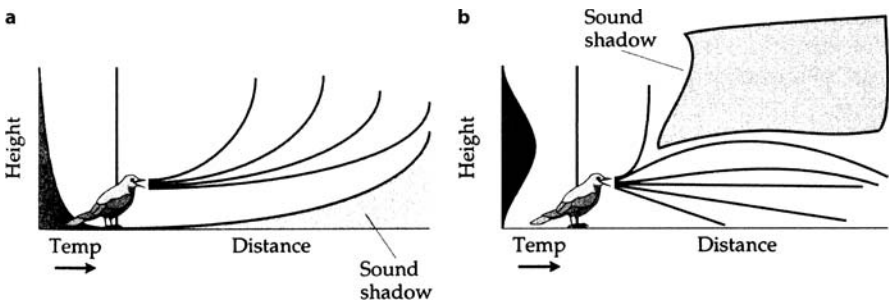 a
Height
Temp
Distance
Sound
shadow
b
Sound
shadow
Height
Temp
Distance